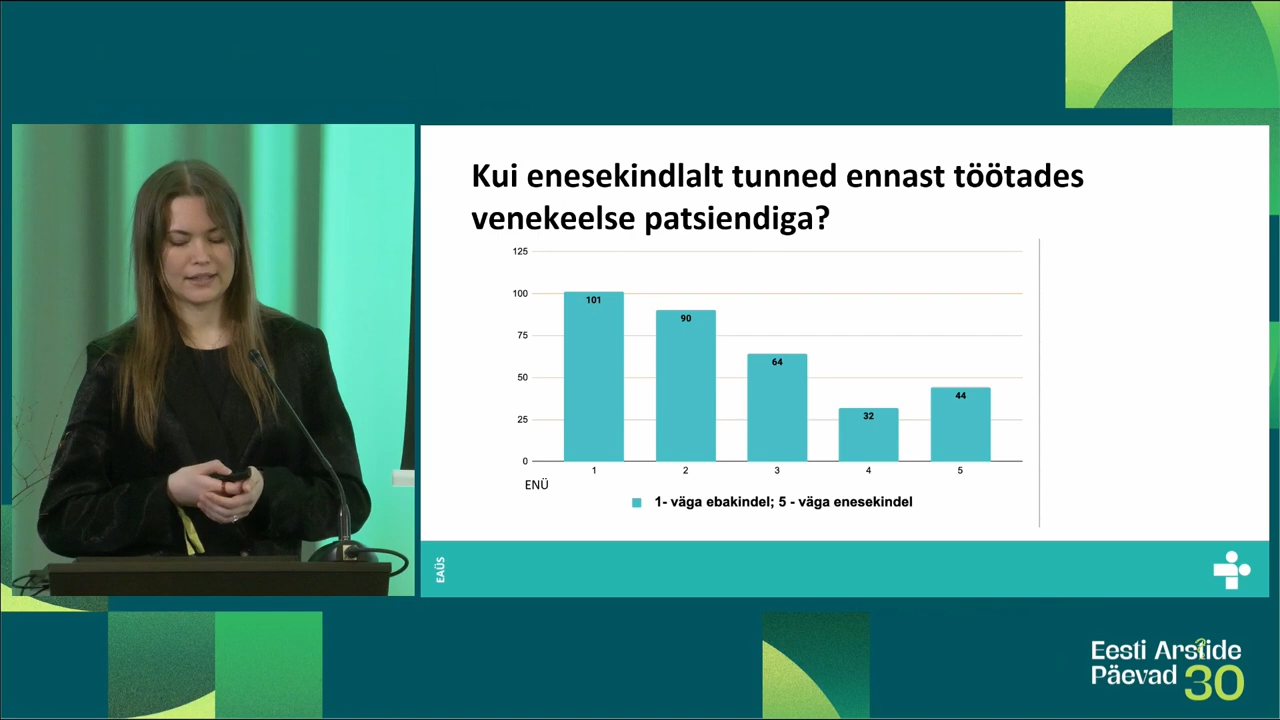 Kui enesekindlalt tunned ennast töötades
venekeelse patsiendiga?
125
100
75
50
25
0
101
90
64
32
44
1 2 3 4 5
ENÜ
1- väga ebakindel; 5 - väga enesekindel
EAÜS
Eesti Arstide
Päevad 30